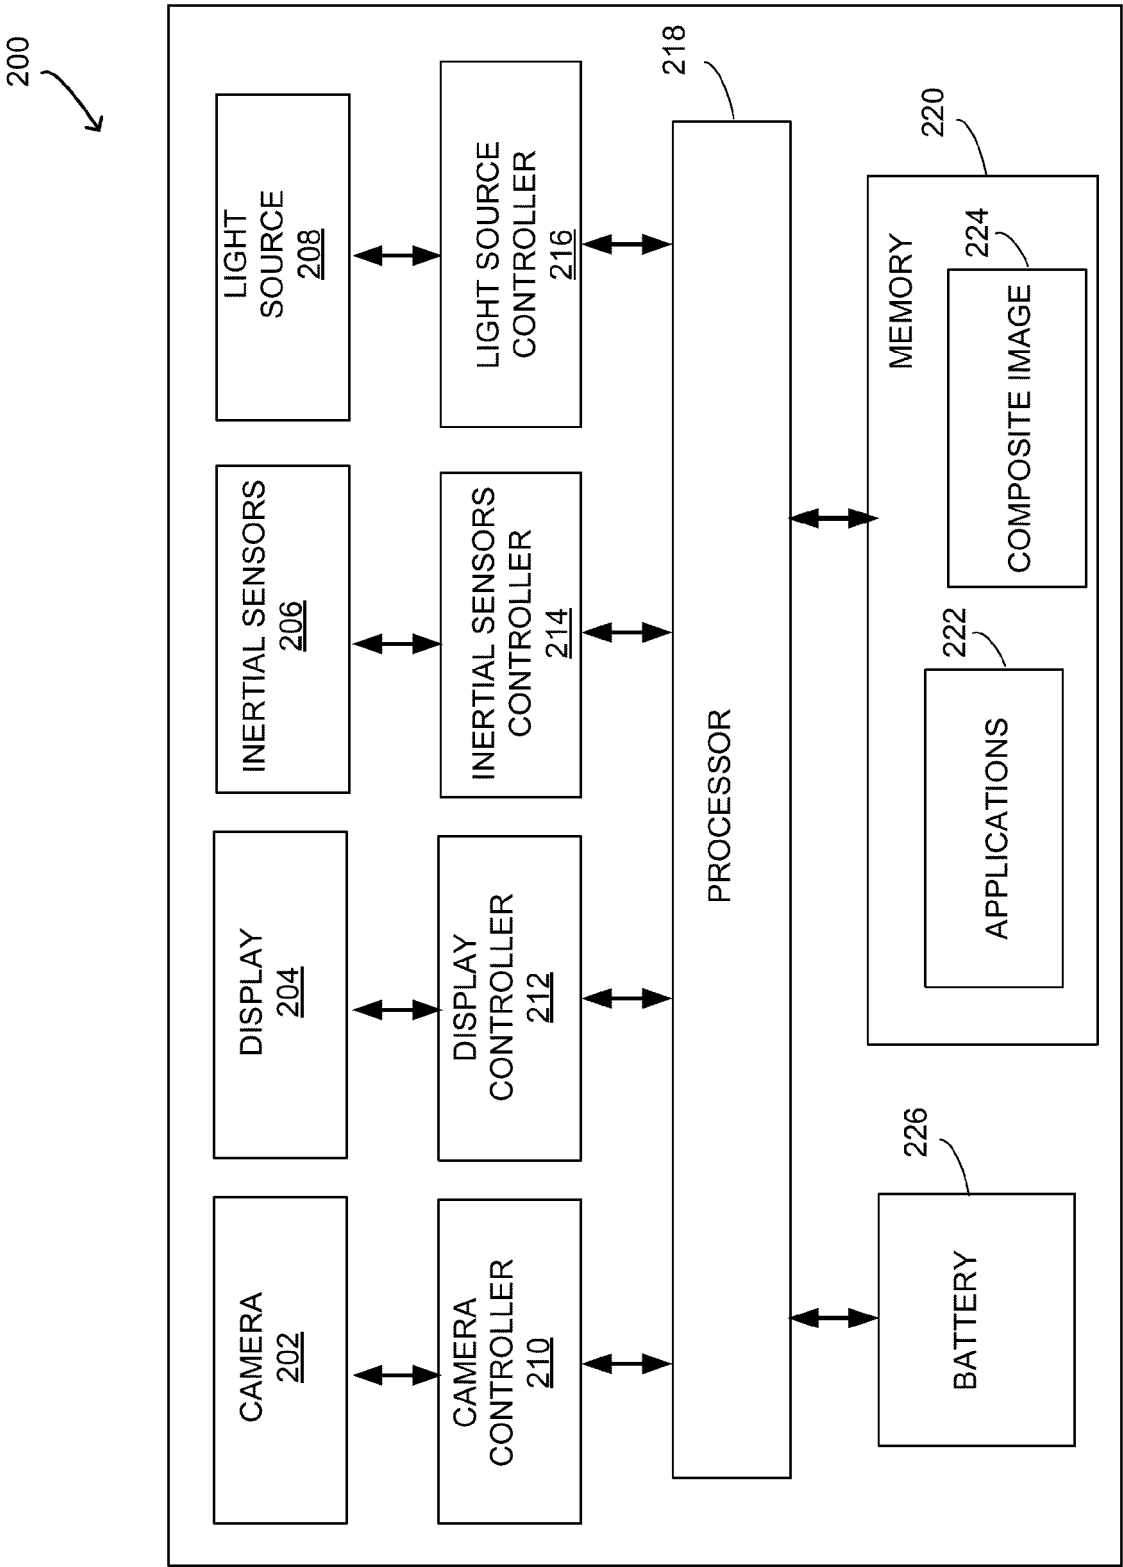 200
CAMERA
202
DISPLAY
204
INERTIAL SENSORS
206
LIGHT
SOURCE
208
CAMERA
CONTROLLER
210
DISPLAY
CONTROLLER
212
INERTIAL SENSORS
CONTROLLER
214
LIGHT SOURCE
CONTROLLER
216
PROCESSOR
218
BATTERY
226
MEMORY
220
APPLICATIONS
222
COMPOSITE IMAGE
224